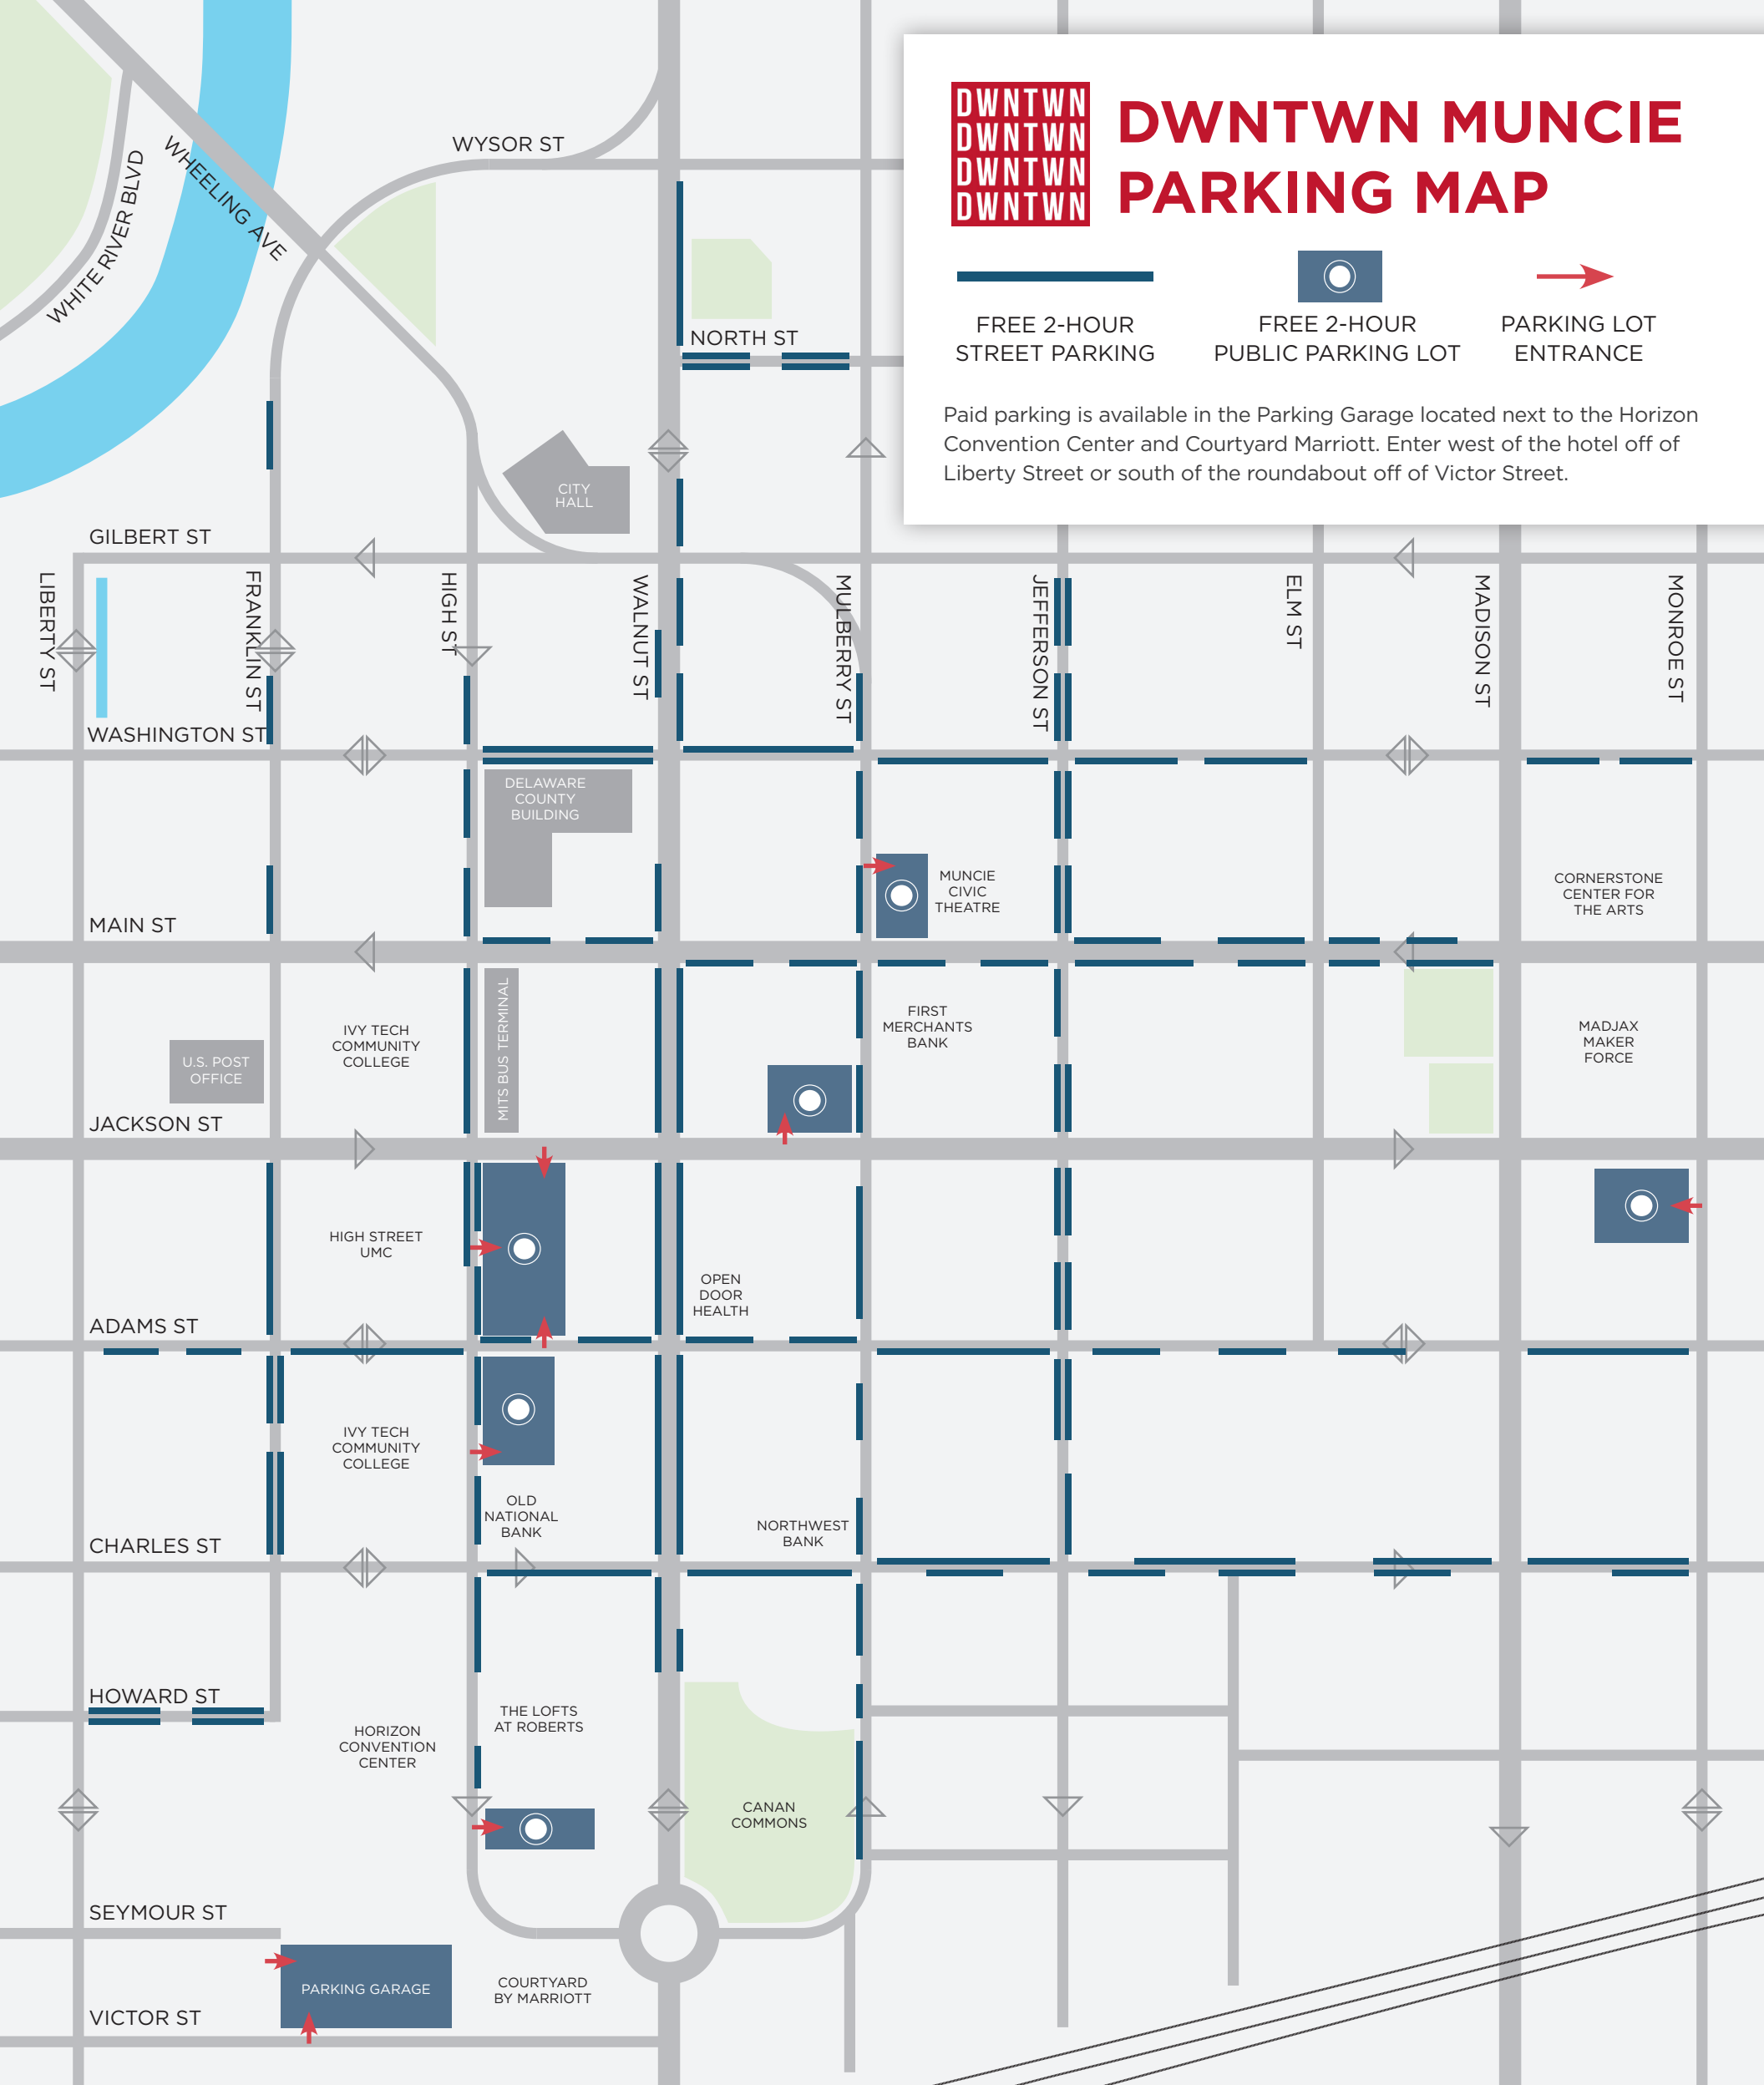 DWNTWN
DWNTWN
DWNTWN
DWNTWN
DWNTWN MUNCIE
PARKING MAP
FREE 2-HOUR
STREET PARKING
FREE 2-HOUR
PUBLIC PARKING LOT
PARKING LOT
ENTRANCE
Paid parking is available in the Parking Garage located next to the Horizon
Convention Center and Courtyard Marriott. Enter west of the hotel off of
Liberty Street or south of the roundabout off of Victor Street.
WYSOR ST
WHEELING AVE
WHITE RIVER BLVD
NORTH ST
CITY
HALL
GILBERT ST
LIBERTY ST
FRANKLIN ST
HIGH ST
WALNUT ST
MULBERRY ST
JEFFERSON ST
ELM ST
MADISON ST
MONROE ST
WASHINGTON ST
DELAWARE
COUNTY
BUILDING
MUNCIE
CIVIC
THEATRE
CORNERSTONE
CENTER FOR
THE ARTS
MAIN ST
IVY TECH
COMMUNITY
COLLEGE
MITS BUS TERMINAL
FIRST
MERCHANTS
BANK
MADJAX
MAKER
FORCE
U.S. POST
OFFICE
JACKSON ST
HIGH STREET
UMC
OPEN
DOOR
HEALTH
ADAMS ST
IVY TECH
COMMUNITY
COLLEGE
OLD
NATIONAL
BANK
NORTHWEST
BANK
CHARLES ST
HOWARD ST
THE LOFTS
AT ROBERTS
HORIZON
CONVENTION
CENTER
CANAN
COMMONS
SEYMOUR ST
PARKING GARAGE
COURTYARD
BY MARRIOTT
VICTOR ST